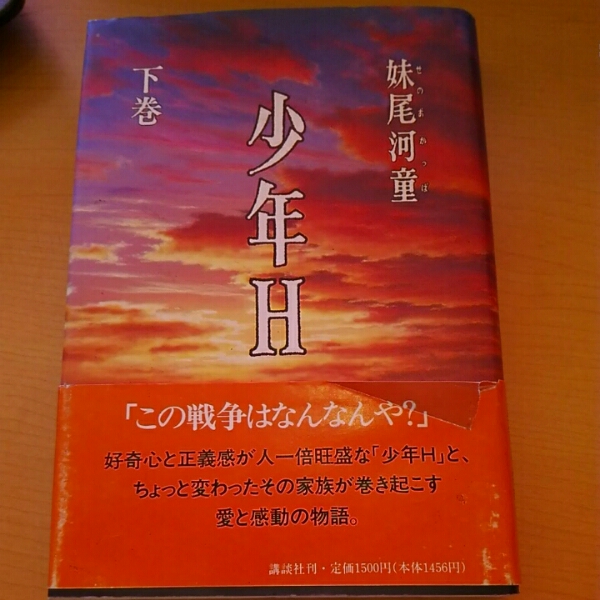 妹尾河童
せのおかっぱ
少年H
下巻
「この戦争はなんなんや?」
好奇心と正義感が人一倍旺盛な「少年H」と、
ちょっと変わったその家族が巻き起こす
愛と感動の物語。
講談社刊・定価1500円(本体1456円)